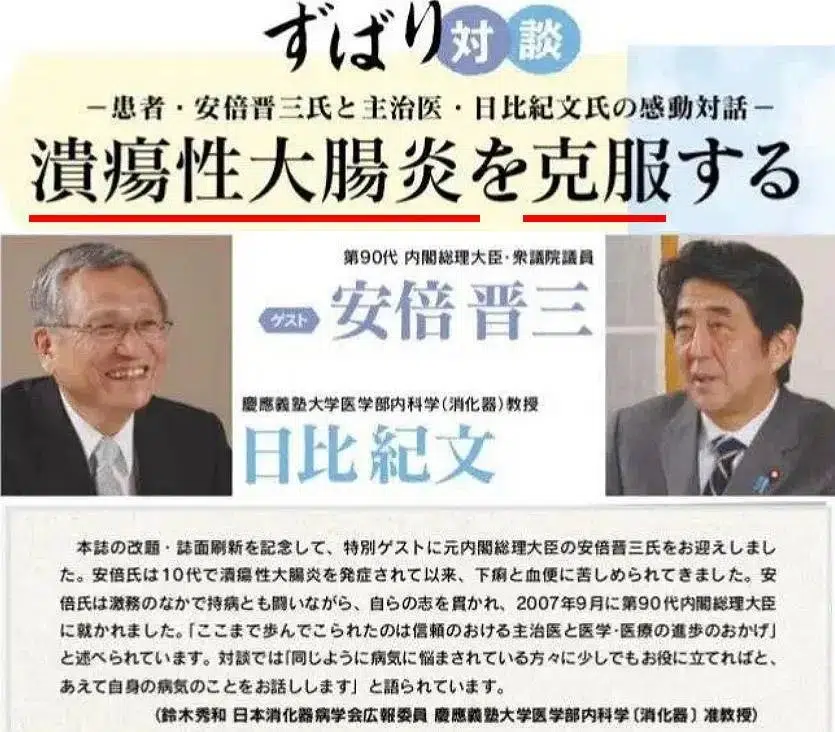 ずばり対談
－患者・安倍晋三氏と主治医・日比紀文氏の感動対話－
潰瘍性大腸炎を克服する
第90代 内閣総理大臣・衆議院議員
ゲスト 安倍 晋三
慶應義塾大学医学部内科学（消化器）教授
日比 紀文
本誌の改題・誌面刷新を記念して、特別ゲストに元内閣総理大臣の安倍晋三氏をお迎えしまし
た。安倍氏は10代で潰瘍性大腸炎を発症されて以来、下痢と血便に苦しめられてきました。安
倍氏は激務のなかで持病とも闘いながら、自らの志を貫かれ、2007年9月に第90代内閣総理大臣
に就かれました。「ここまで歩んでこられたのは信頼のおける主治医と医学・医療の進歩のおかげ」
と述べられています。対談では「同じように病気に悩まされている方々に少しでもお役に立てればと、
あえて自身の病気のことをお話しします」と語られています。
（鈴木秀和 日本消化器病学会広報委員 慶應義塾大学医学部内科学〔消化器〕准教授）